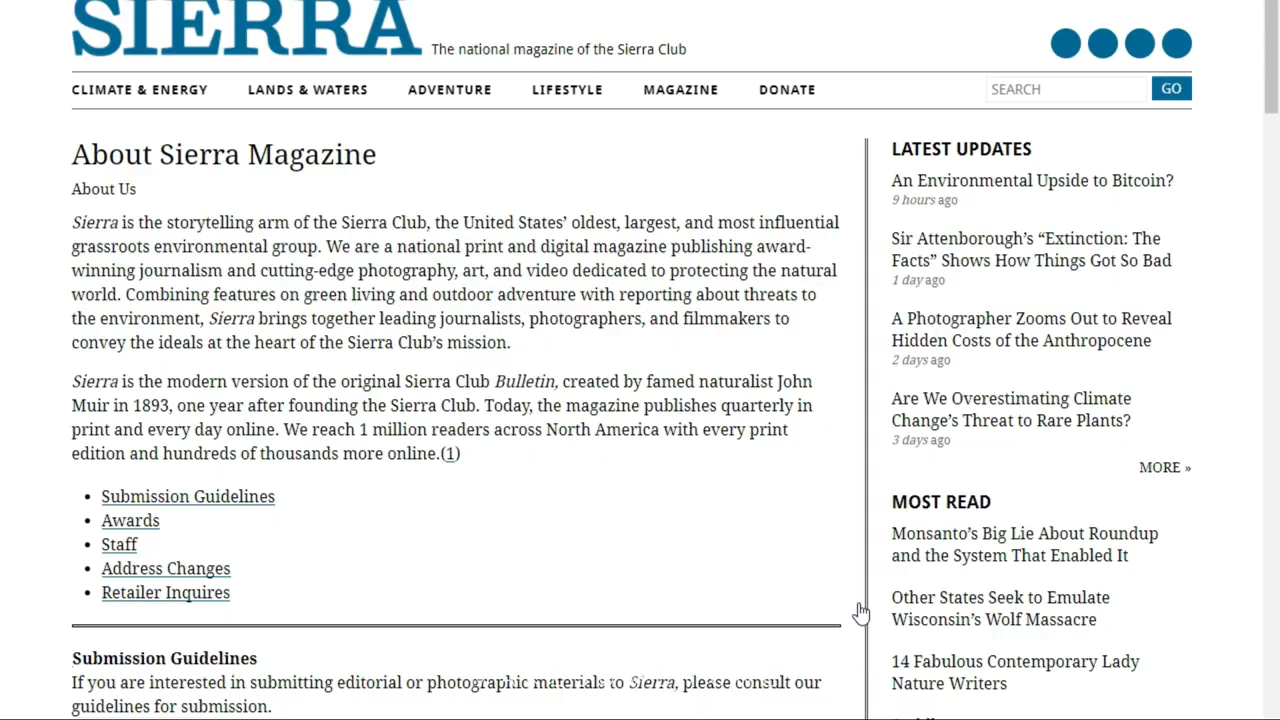 SIERRA The national magazine of the Sierra Club
CLIMATE & ENERGY LANDS & WATERS ADVENTURE LIFESTYLE MAGAZINE DONATE SEARCH GO
About Sierra Magazine
About Us
Sierra is the storytelling arm of the Sierra Club, the United States’ oldest, largest, and most influential
grassroots environmental group. We are a national print and digital magazine publishing award-
winning journalism and cutting-edge photography, art, and video dedicated to protecting the natural
world. Combining features on green living and outdoor adventure with reporting about threats to
the environment, Sierra brings together leading journalists, photographers, and filmmakers to
convey the ideals at the heart of the Sierra Club’s mission.
Sierra is the modern version of the original Sierra Club Bulletin, created by famed naturalist John
Muir in 1893, one year after founding the Sierra Club. Today, the magazine publishes quarterly in
print and every day online. We reach 1 million readers across North America with every print
edition and hundreds of thousands more online.(1)
• Submission Guidelines
• Awards
• Staff
• Address Changes
• Retailer Inquires
Submission Guidelines
If you are interested in submitting editorial or photographic materials to Sierra, please consult our
guidelines for submission.
LATEST UPDATES
An Environmental Upside to Bitcoin?
9 hours ago
Sir Attenborough’s “Extinction: The
Facts” Shows How Things Got So Bad
1 day ago
A Photographer Zooms Out to Reveal
Hidden Costs of the Anthropocene
2 days ago
Are We Overestimating Climate
Change’s Threat to Rare Plants?
3 days ago
MORE »
MOST READ
Monsanto’s Big Lie About Roundup
and the System That Enabled It
Other States Seek to Emulate
Wisconsin’s Wolf Massacre
14 Fabulous Contemporary Lady
Nature Writers